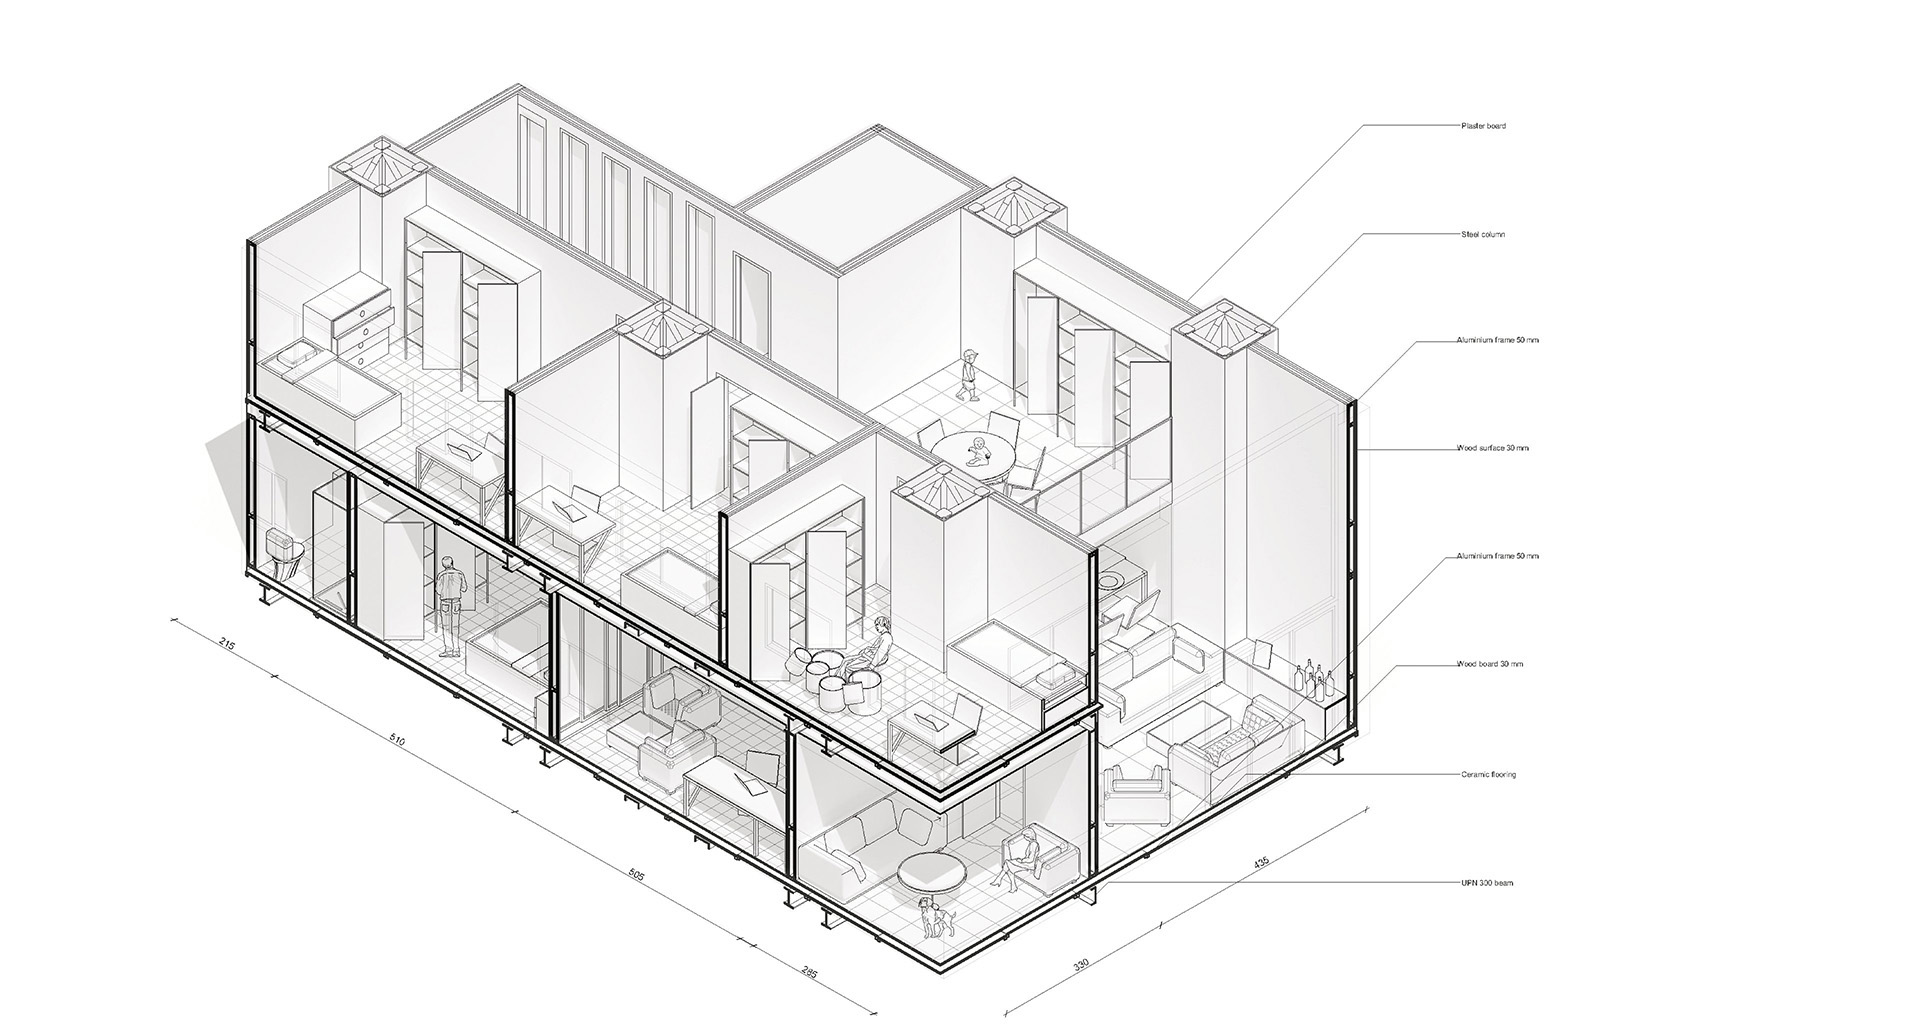 Plaster board
Steel column
Aluminium frame 50 mm
Wood surface 30 mm
Aluminium frame 50 mm
Wood board 30 mm
Ceramic flooring
UPN 300 beam
215
510
505
285
330
435